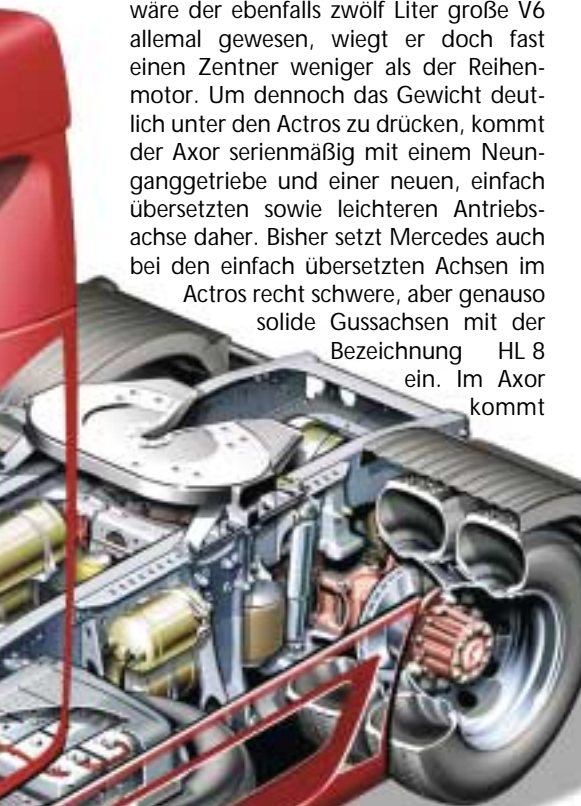 wäre der ebenfalls zwölf Liter große V6
allemal gewesen, wiegt er doch fast
einen Zentner weniger als der Reihen-
motor. Um dennoch das Gewicht deut-
lich unter den Actros zu drücken, kommt
der Axor serienmäßig mit einem Neun-
ganggetriebe und einer neuen, einfach
übersetzten sowie leichteren Antriebs-
achse daher. Bisher setzt Mercedes auch
bei den einfach übersetzten Achsen im
Actros recht schwere, aber genauso
solide Gussachsen mit der
Bezeichnung HL 8
ein. Im Axor
kommt